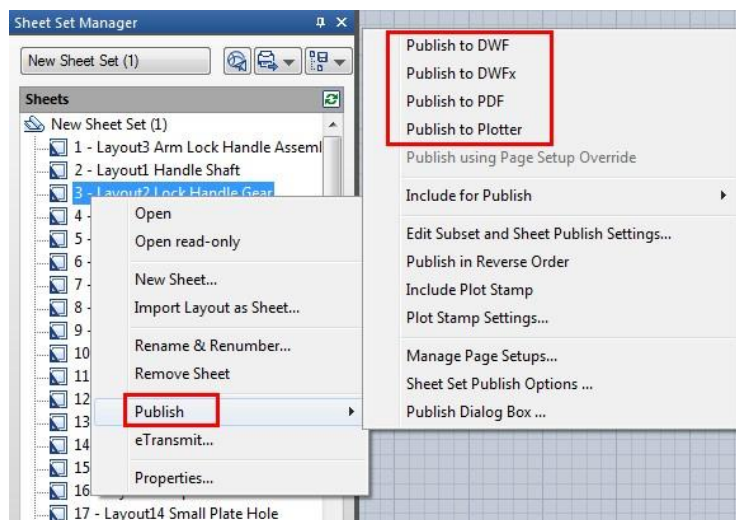 Sheet Set Manager
New Sheet Set (1)
Sheets
New Sheet Set (1)
1 - Layout3 Arm Lock Handle Assembl
2 - Layout1 Handle Shaft
3 - Layout2 Lock Handle Gear
4 -
5 -
6 -
7 -
8 -
9 -
10
11
12
13
14
15
16
17 - Layout14 Small Plate Hole
Open
Open read-only
New Sheet...
Import Layout as Sheet...
Rename & Renumber...
Remove Sheet
Publish
eTransmit...
Properties...
Publish to DWF
Publish to DWFx
Publish to PDF
Publish to Plotter
Publish using Page Setup Override
Include for Publish
Edit Subset and Sheet Publish Settings...
Publish in Reverse Order
Include Plot Stamp
Plot Stamp Settings...
Manage Page Setups...
Sheet Set Publish Options ...
Publish Dialog Box ...